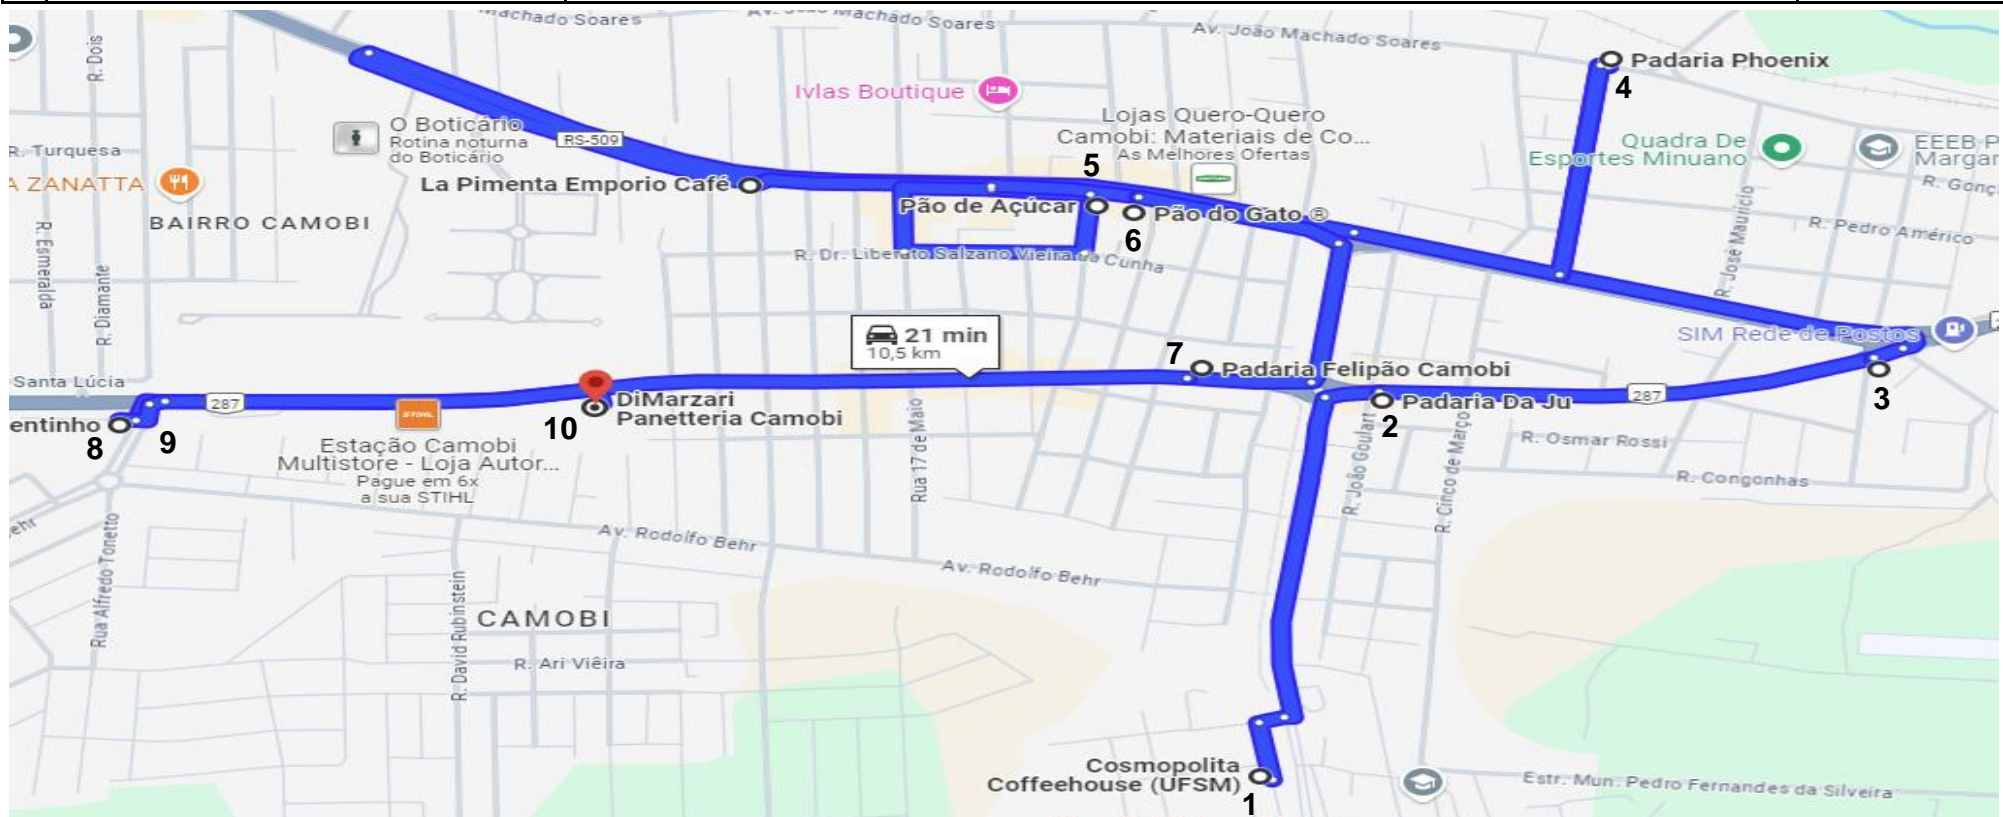 Machado Soares
Av. João Machado Soares
Av. João Machado Soares
R. Dois
Padaria Phoenix
4
Ivlas Boutique
Lojas Quero-Quero
Camobi: Materiais de Co...
As Melhores Ofertas
O Boticário
Rotina noturna
do Boticário
RS-509
Quadra De
Esportes Minuano
EEEB P
Margar
R. Turquesa
A ZANATTA
La Pimenta Emporio Café
5
R. Gonç
Pão de Açúcar
Pão do Gato ®
6
BAIRRO CAMOBI
R. Pedro Américo
R. José Maurício
R. Esmeralda
R. Diamante
R. Dr. Liberato Salzano Vieira da Cunha
21 min
10,5 km
SIM Rede de Postos
2
7
Padaria Felipão Camobi
Santa Lúcia
287
DiMarzari
Panetteria Camobi
10
Padaria Da Ju
2
287
3
entinho
8
9
STIHL
Estação Camobi
Multistore - Loja Autor...
Pague em 6x
a sua STIHL
Rua 17 de Maio
R. João Goulart
R. Cinco de Março
R. Osmar Rossi
R. Congonhas
ehr
Av. Rodolfo Behr
Av. Rodolfo Behr
Rua Alfredo Tonetto
R. David Rubinstein
CAMOBI
R. Ari Viêira
Cosmopolita
Coffeehouse (UFSM)
1
Estr. Mun. Pedro Fernandes da Silveira